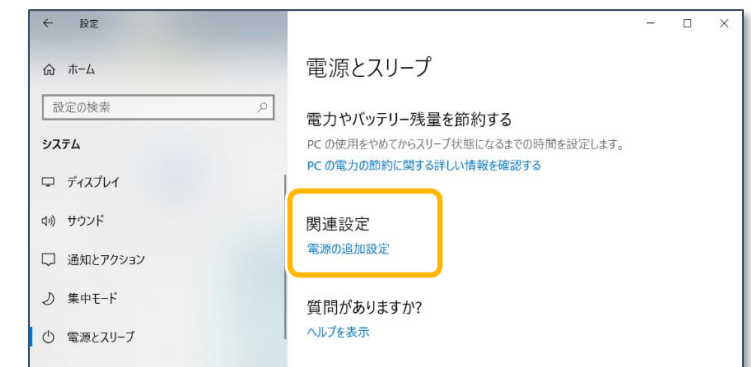 設定
ホーム
設定の検索
システム
ディスプレイ
サウンド
通知とアクション
集中モード
電源とスリープ
電源とスリープ
電力やバッテリー残量を節約する
PC の使用をやめてからスリープ状態になるまでの時間を設定します。
PC の電力の節約に関する詳しい情報を確認する
関連設定
電源の追加設定
質問がありますか?
ヘルプを表示